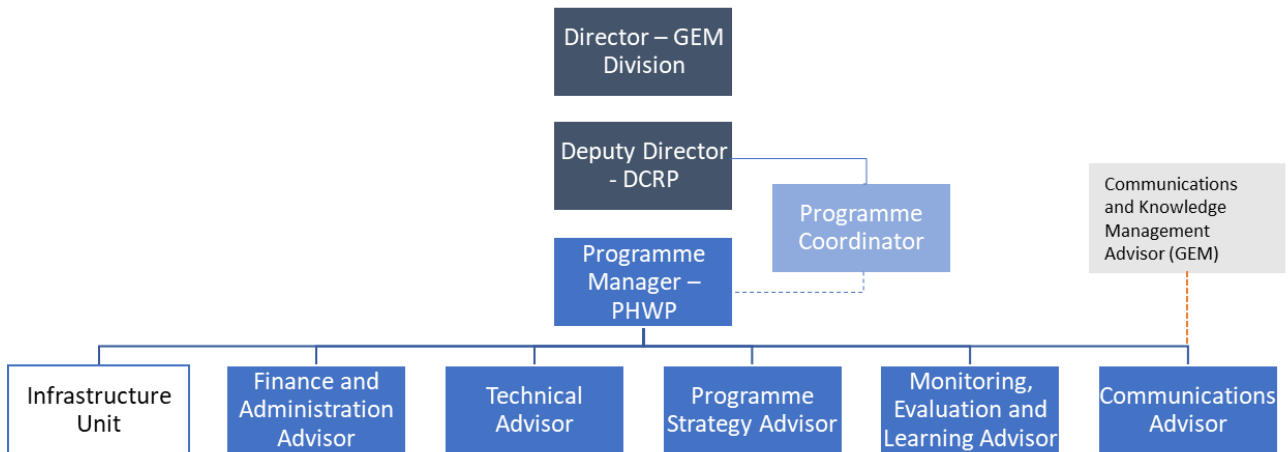 Director – GEM
Division
Deputy Director
- DCRP
Programme
Coordinator
Communications
and Knowledge
Management
Advisor (GEM)
Programme
Manager –
PHWP
Infrastructure
Unit
Finance and
Administration
Advisor
Technical
Advisor
Programme
Strategy Advisor
Monitoring,
Evaluation and
Learning Advisor
Communications
Advisor